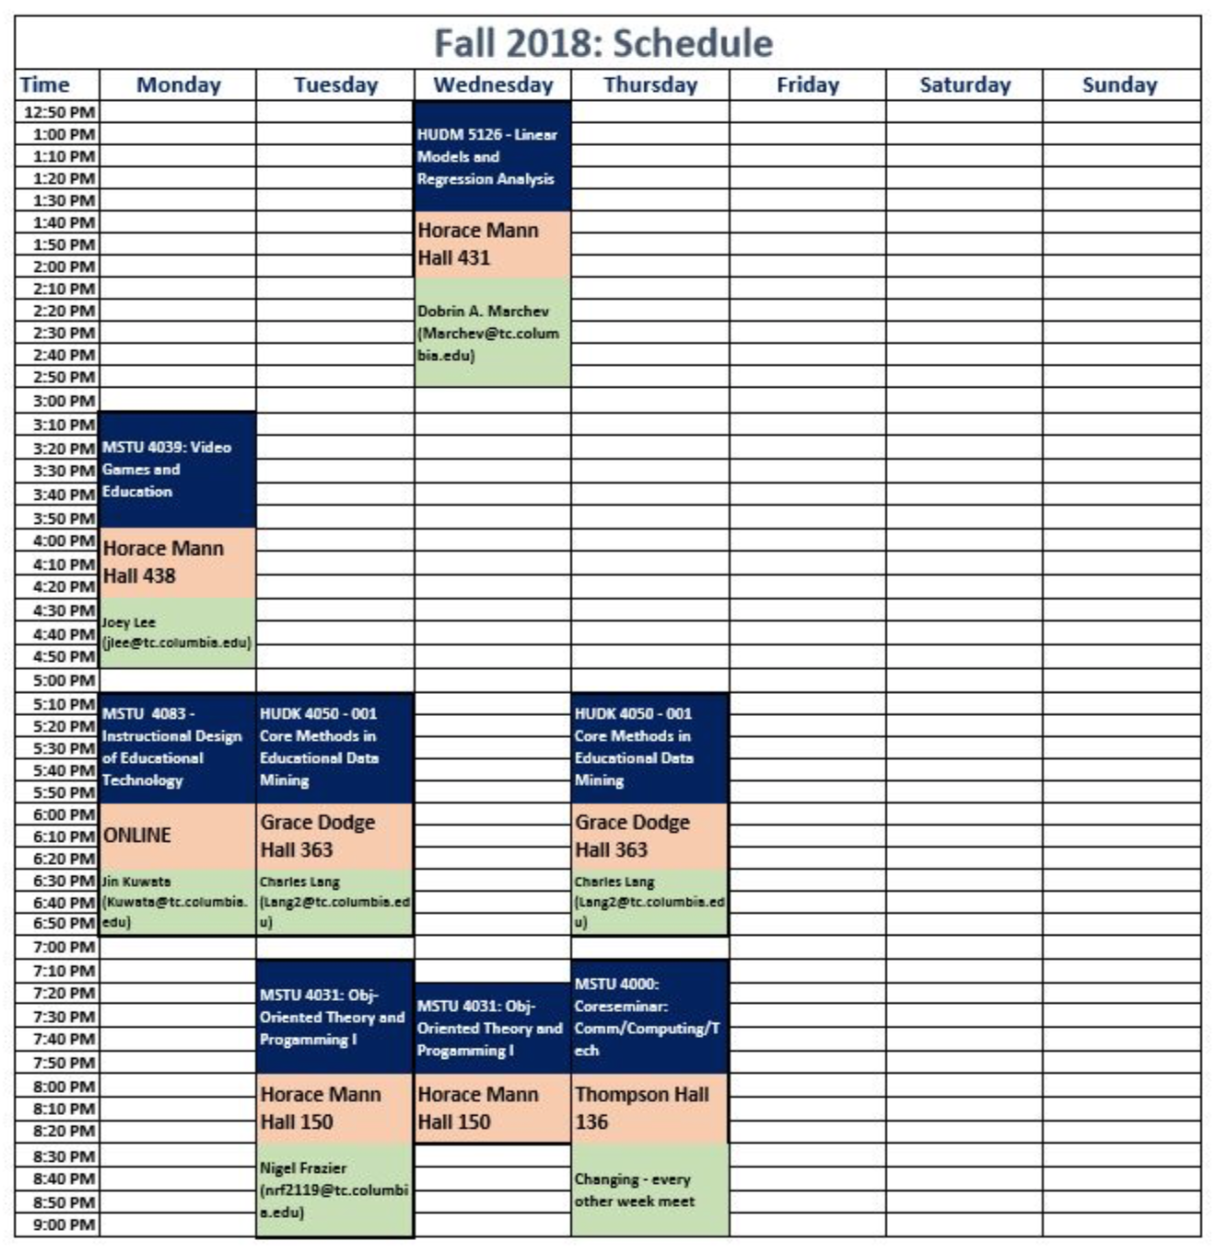 Fall 2018: Schedule
Time Monday Tuesday Wednesday Thursday Friday Saturday Sunday
12:50 PM
1:00 PM
1:10 PM
1:20 PM
1:30 PM
1:40 PM
1:50 PM
2:00 PM
2:10 PM
2:20 PM
2:30 PM
2:40 PM
2:50 PM
3:00 PM
3:10 PM
3:20 PM
3:30 PM
3:40 PM
3:50 PM
4:00 PM
4:10 PM
4:20 PM
4:30 PM
4:40 PM
4:50 PM
5:00 PM
5:10 PM
5:20 PM
5:30 PM
5:40 PM
5:50 PM
6:00 PM
6:10 PM
6:20 PM
6:30 PM
6:40 PM
6:50 PM
7:00 PM
7:10 PM
7:20 PM
7:30 PM
7:40 PM
7:50 PM
8:00 PM
8:10 PM
8:20 PM
8:30 PM
8:40 PM
8:50 PM
9:00 PM
MSTU 4039: Video
Games and
Education
Horace Mann
Hall 438
Joey Lee
(jlee@tc.columbia.edu)
MSTU 4083 -
Instructional Design
of Educational
Technology
ONLINE
Jin Kuwata
(Kuwata@tc.columbia.
edu)
HUDK 4050 - 001
Core Methods in
Educational Data
Mining
Grace Dodge
Hall 363
Charles Lang
(Lang2@tc.columbia.ed
u)
MSTU 4031: Obj-
Oriented Theory and
Progamming I
Horace Mann
Hall 150
Nigel Frazier
(nrf2119@tc.columbi
a.edu)
HUDM 5126 - Linear
Models and
Regression Analysis
Horace Mann
Hall 431
Dobrin A. Marchev
(Marchev@tc.colum
bia.edu)
MSTU 4031: Obj-
Oriented Theory and
Progamming I
Horace Mann
Hall 150
HUDK 4050 - 001
Core Methods in
Educational Data
Mining
Grace Dodge
Hall 363
Charles Lang
(Lang2@tc.columbia.ed
u)
MSTU 4000:
Coreseminar:
Comm/Computing/T
ech
Thompson Hall
136
Changing - every
other week meet